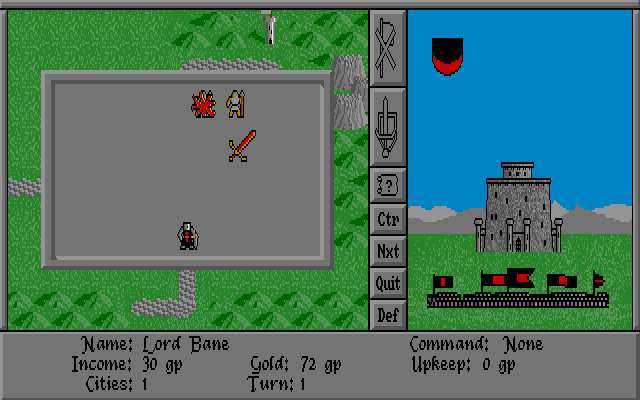 ?
Ctr
Nxt
Quit
Def
Name: Lord Bane Command: None
Income: 30 gp Gold: 72 gp Upkeep: 0 gp
Cities: 1 Turn: 1